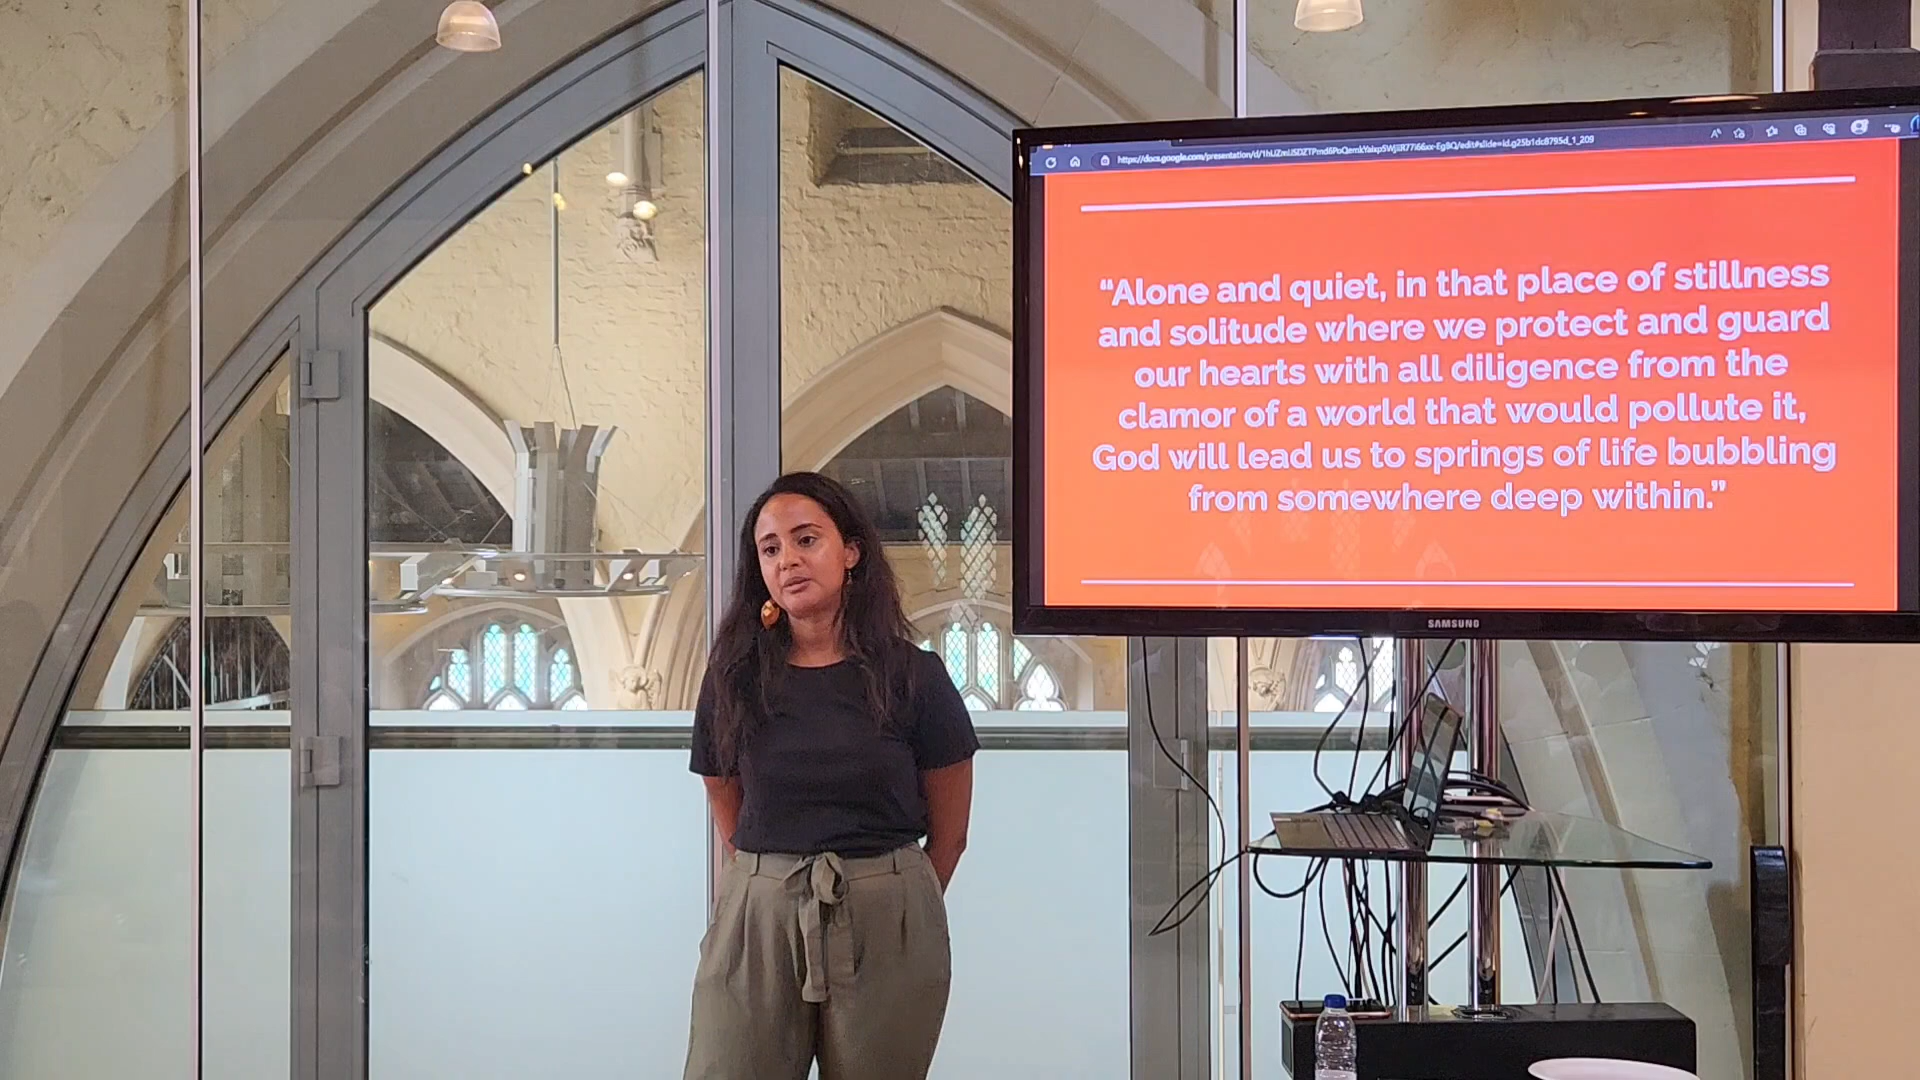 “Alone and quiet, in that place of stillness
and solitude where we protect and guard
our hearts with all diligence from the
clamor of a world that would pollute it,
God will lead us to springs of life bubbling
from somewhere deep within.”
SAMSUNG